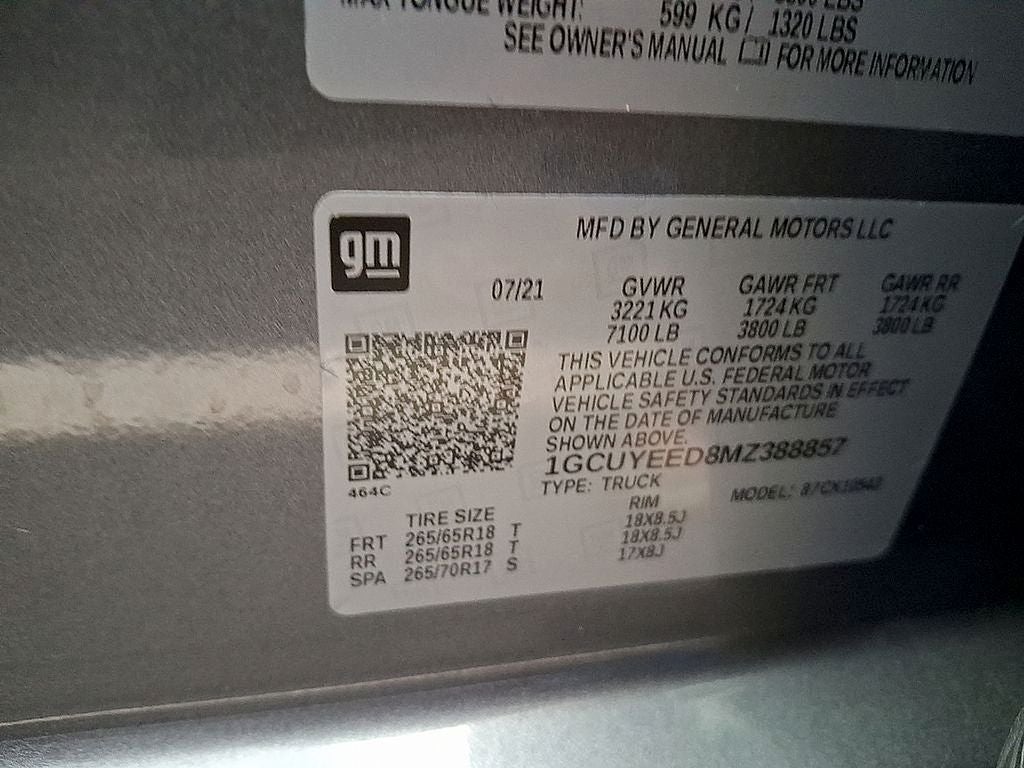 MAX TONGUE WEIGHT: 599 KG/ 1320 LBS
SEE OWNER'S MANUAL FOR MORE INFORMATION
gm
MFD BY GENERAL MOTORS LLC
07/21 GVWR GAWR FRT GAWR RR
3221 KG 1724 KG 1724 KG
7100 LB 3800 LB 3800 LB
THIS VEHICLE CONFORMS TO ALL
APPLICABLE U.S. FEDERAL MOTOR
VEHICLE SAFETY STANDARDS IN EFFECT
ON THE DATE OF MANUFACTURE
SHOWN ABOVE.
1GCUYEED8MZ388857
464C
TYPE: TRUCK MODEL:
TIRE SIZE RIM
FRT 265/65R18 T 18X8.5J
RR 265/65R18 T 18X8.5J
SPA 265/70R17 S 17X8J